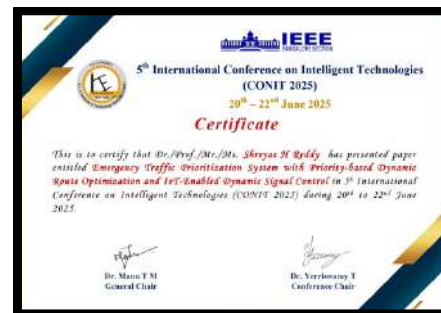 IEEE
BANGALORE SECTION
5th International Conference on Intelligent Technologies
(CONIT 2025)
20th – 22nd June 2025
Certificate
This is to certify that Dr./Prof./Mr./Ms. Shreyas H Reddy has presented paper
entitled Emergency Traffic Prioritization System with Priority-based Dynamic
Route Optimization and IoT-Enabled Dynamic Signal Control in 5th International
Conference on Intelligent Technologies (CONIT 2025) during 20th to 22nd June
2025.
Dr. Manu T M
General Chair
Dr. Yerriswamy T
Conference Chair